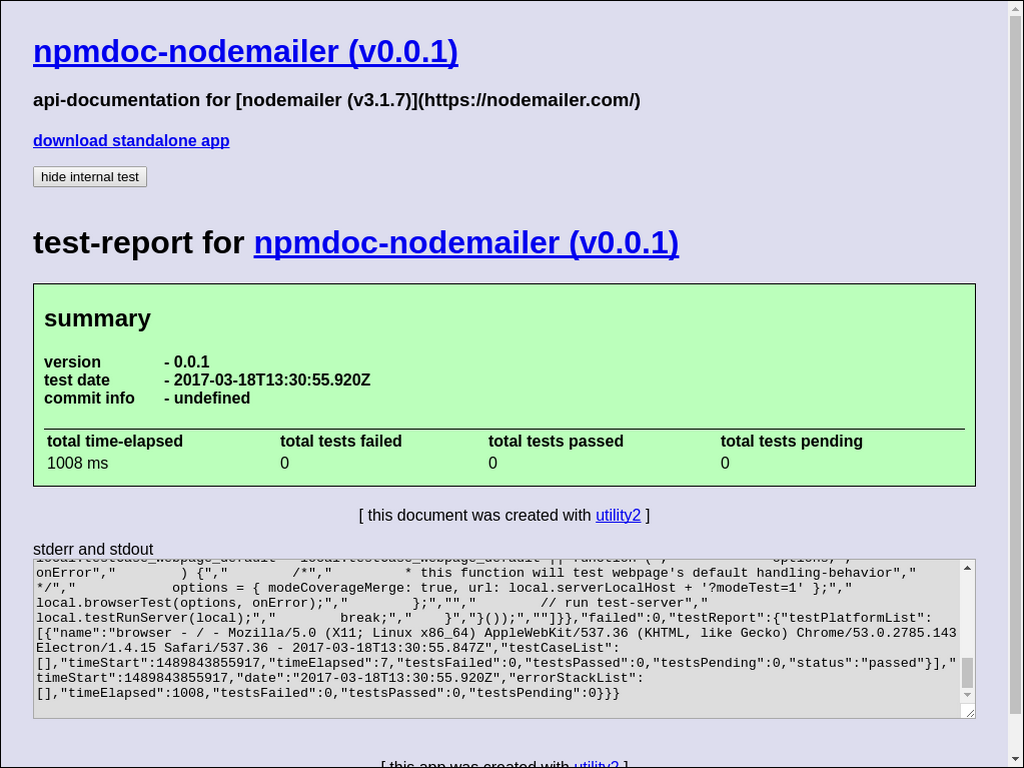 npmdoc-nodemailer (v0.0.1)
api-documentation for [nodemailer (v3.1.7)](https://nodemailer.com/)
download standalone app
hide internal test
test-report for npmdoc-nodemailer (v0.0.1)
summary
version - 0.0.1
test date - 2017-03-18T13:30:55.920Z
commit info - undefined
total time-elapsed total tests failed total tests passed total tests pending
1008 ms 0 0 0
[ this document was created with utility2 ]
stderr and stdout
onError","        ) {","        /*","         * this function will test webpage's default handling-behavior","
*/","            options = { modeCoverageMerge: true, url: local.serverLocalHost + '?modeTest=1' };","
local.browserTest(options, onError);","        };","","        // run test-server","
local.testRunServer(local);","        break;","    }","}());",""]}},"failed":0,"testReport":{"testPlatformList":
[{"name":"browser - / - Mozilla/5.0 (X11; Linux x86_64) AppleWebKit/537.36 (KHTML, like Gecko) Chrome/53.0.2785.143
Electron/1.4.15 Safari/537.36 - 2017-03-18T13:30:55.847Z","testCaseList":
[],"timeStart":1489843855917,"timeElapsed":7,"testsFailed":0,"testsPassed":0,"testsPending":0,"status":"passed"}],"
timeStart":1489843855917,"date":"2017-03-18T13:30:55.920Z","errorStackList":
[],"timeElapsed":1008,"testsFailed":0,"testsPassed":0,"testsPending":0}}}
[ this app was created with utility2 ]